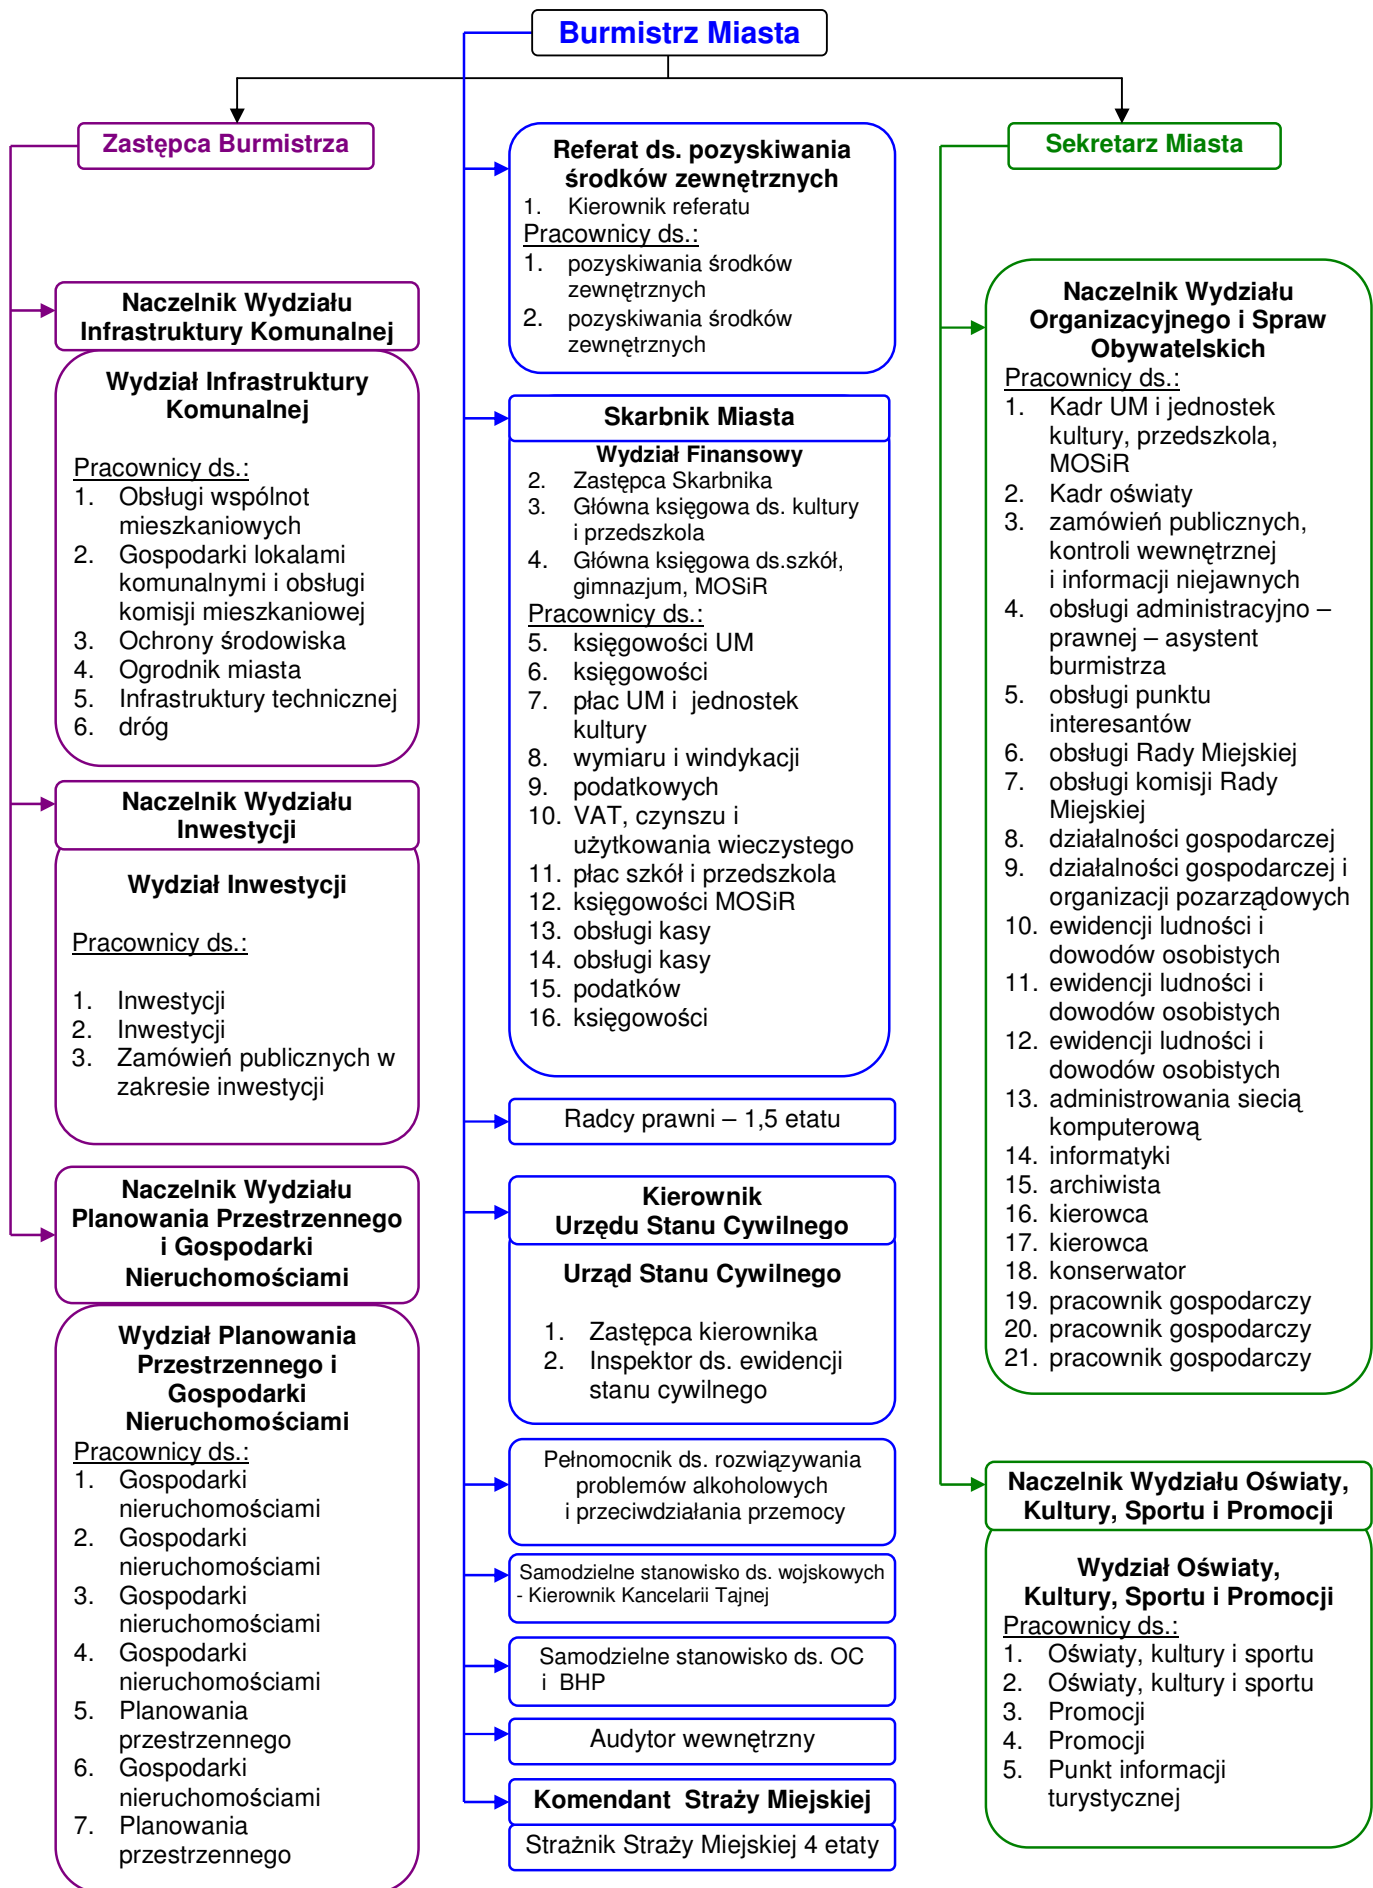 Burmistrz Miasta
Zastępca Burmistrza
Naczelnik Wydziału
Infrastruktury Komunalnej
Wydział Infrastruktury
Komunalnej
Pracownicy ds.:
1. Obsługi wspólnot
mieszkaniowych
2. Gospodarki lokalami
komunalnymi i obsługi
komisji mieszkaniowej
3. Ochrony środowiska
4. Ogrodnik miasta
5. Infrastruktury technicznej
6. dróg
Naczelnik Wydziału
Inwestycji
Wydział Inwestycji
Pracownicy ds.:
1. Inwestycji
2. Inwestycji
3. Zamówień publicznych w
zakresie inwestycji
Naczelnik Wydziału
Planowania Przestrzennego
i Gospodarki
Nieruchomościami
Wydział Planowania
Przestrzennego i
Gospodarki
Nieruchomościami
Pracownicy ds.:
1. Gospodarki
nieruchomościami
2. Gospodarki
nieruchomościami
3. Gospodarki
nieruchomościami
4. Gospodarki
nieruchomościami
5. Planowania
przestrzennego
6. Gospodarki
nieruchomościami
7. Planowania
przestrzennego
Referat ds. pozyskiwania
środków zewnętrznych
1. Kierownik referatu
Pracownicy ds.:
1. pozyskiwania środków
zewnętrznych
2. pozyskiwania środków
zewnętrznych
Skarbnik Miasta
Wydział Finansowy
2. Zastępca Skarbnika
3. Główna księgowa ds. kultury
i przedszkola
4. Główna księgowa ds.szkół,
gimnazjum, MOSiR
Pracownicy ds.:
5. księgowości UM
6. księgowości
7. płac UM i jednostek
kultury
8. wymiaru i windykacji
9. podatkowych
10. VAT, czynszu i
użytkowania wieczystego
11. płac szkół i przedszkola
12. księgowości MOSiR
13. obsługi kasy
14. obsługi kasy
15. podatków
16. księgowości
Radcy prawni – 1,5 etatu
Kierownik
Urzędu Stanu Cywilnego
Urząd Stanu Cywilnego
1. Zastępca kierownika
2. Inspektor ds. ewidencji
stanu cywilnego
Pełnomocnik ds. rozwiązywania
problemów alkoholowych
i przeciwdziałania przemocy
Samodzielne stanowisko ds. wojskowych
- Kierownik Kancelarii Tajnej
Samodzielne stanowisko ds. OC
i BHP
Audytor wewnętrzny
Komendant Straży Miejskiej
Strażnik Straży Miejskiej 4 etaty
Sekretarz Miasta
Naczelnik Wydziału
Organizacyjnego i Spraw
Obywatelskich
Pracownicy ds.:
1. Kadr UM i jednostek
kultury, przedszkola,
MOSiR
2. Kadr oświaty
3. zamówień publicznych,
kontroli wewnętrznej
i informacji niejawnych
4. obsługi administracyjno –
prawnej – asystent
burmistrza
5. obsługi punktu
interesantów
6. obsługi Rady Miejskiej
7. obsługi komisji Rady
Miejskiej
8. działalności gospodarczej
9. działalności gospodarczej i
organizacji pozarządowych
10. ewidencji ludności i
dowodów osobistych
11. ewidencji ludności i
dowodów osobistych
12. ewidencji ludności i
dowodów osobistych
13. administrowania siecią
komputerową
14. informatyki
15. archiwista
16. kierowca
17. kierowca
18. konserwator
19. pracownik gospodarczy
20. pracownik gospodarczy
21. pracownik gospodarczy
Naczelnik Wydziału Oświaty,
Kultury, Sportu i Promocji
Wydział Oświaty,
Kultury, Sportu i Promocji
Pracownicy ds.:
1. Oświaty, kultury i sportu
2. Oświaty, kultury i sportu
3. Promocji
4. Promocji
5. Punkt informacji
turystycznej